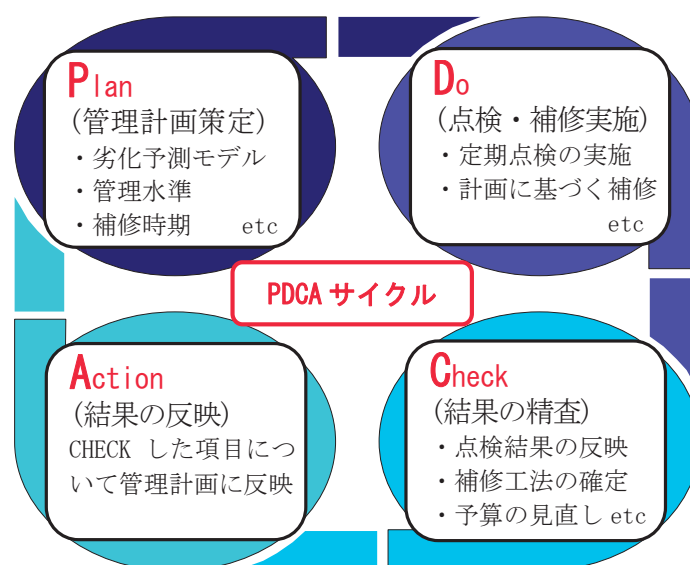 Plan
(管理計画策定)
・劣化予測モデル
・管理水準
・補修時期 etc
Do
(点検・補修実施)
・定期点検の実施
・計画に基づく補修
etc
PDCA サイクル
Action
(結果の反映)
CHECK した項目につ
いて管理計画に反映
Check
(結果の精査)
・点検結果の反映
・補修工法の確定
・予算の見直し etc